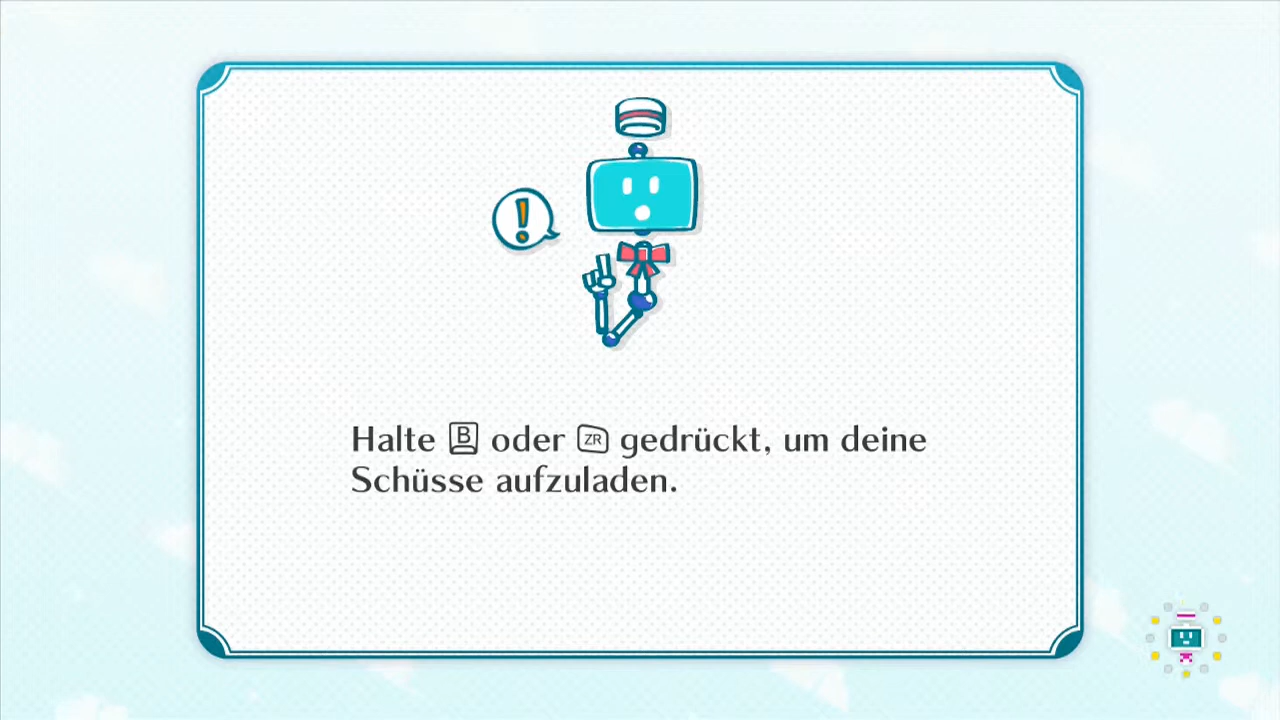 !
Halte B oder ZR gedrückt, um deine
Schüsse aufzuladen.